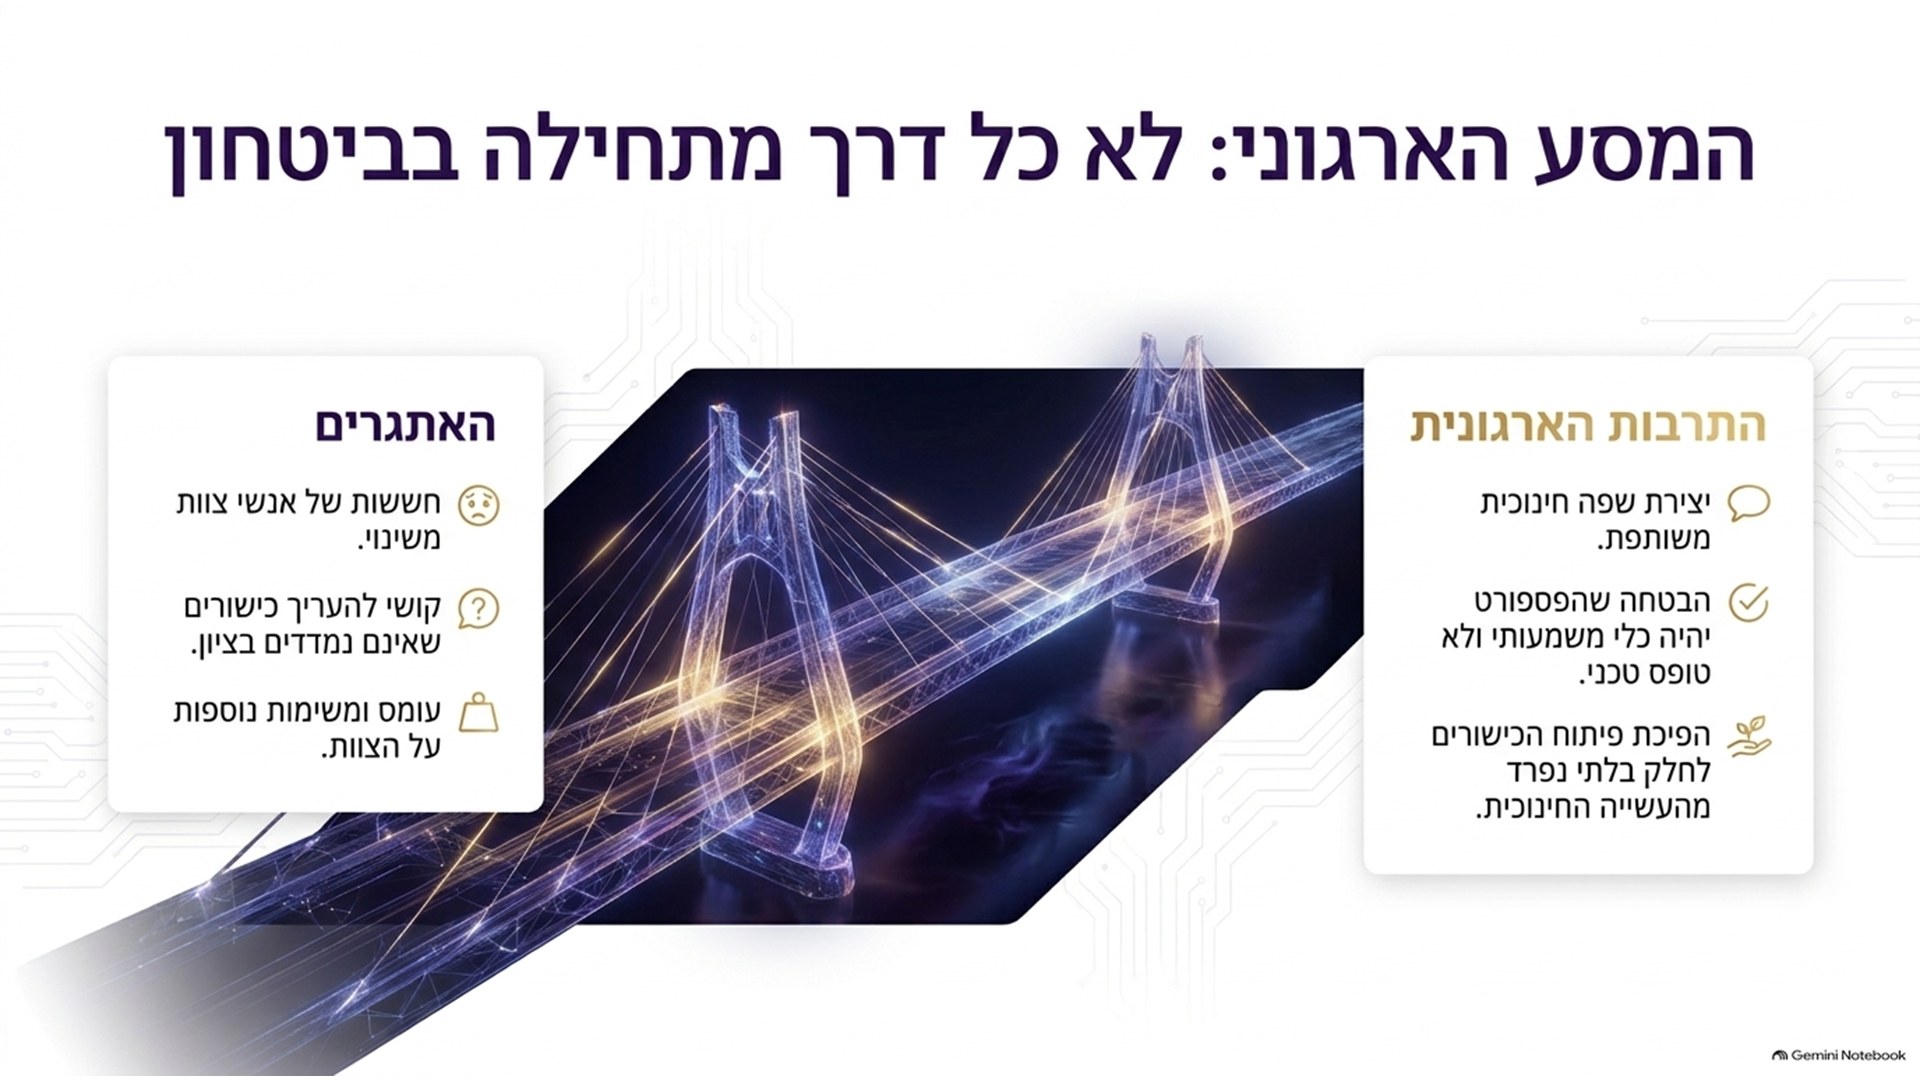 המסע הארגוני: לא כל דרך מתחילה בביטחון
התרבות הארגונית
יצירת שפה חינוכית
משותפת.
הבטחה שהפספורט
יהיה כלי משמעותי ולא
טופס טכני.
הפיכת פיתוח הכישורים
לחלק בלתי נפרד
מהעשייה החינוכית.
האתגרים
חששות של אנשי צוות
משינוי.
קושי להעריך כישורים
שאינם נמדדים בציון.
עומס ומשימות נוספות
על הצוות.
Gemini Notebook